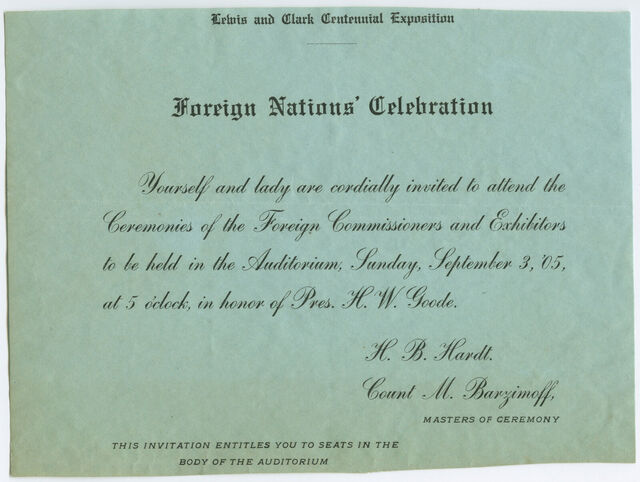 Lewis and Clark Centennial Exposition
Foreign Nations' Celebration
Yourself and lady are cordially invited to attend the
Ceremonies of the Foreign Commissioners and Exhibitors
to be held in the Auditorium, Sunday, September 3, '05,
at 5 o'clock, in honor of Pres. H. W. Goode.
H. B. Hardt.
Count M. Barzimoff,
MASTERS OF CEREMONY
THIS INVITATION ENTITLES YOU TO SEATS IN THE
BODY OF THE AUDITORIUM